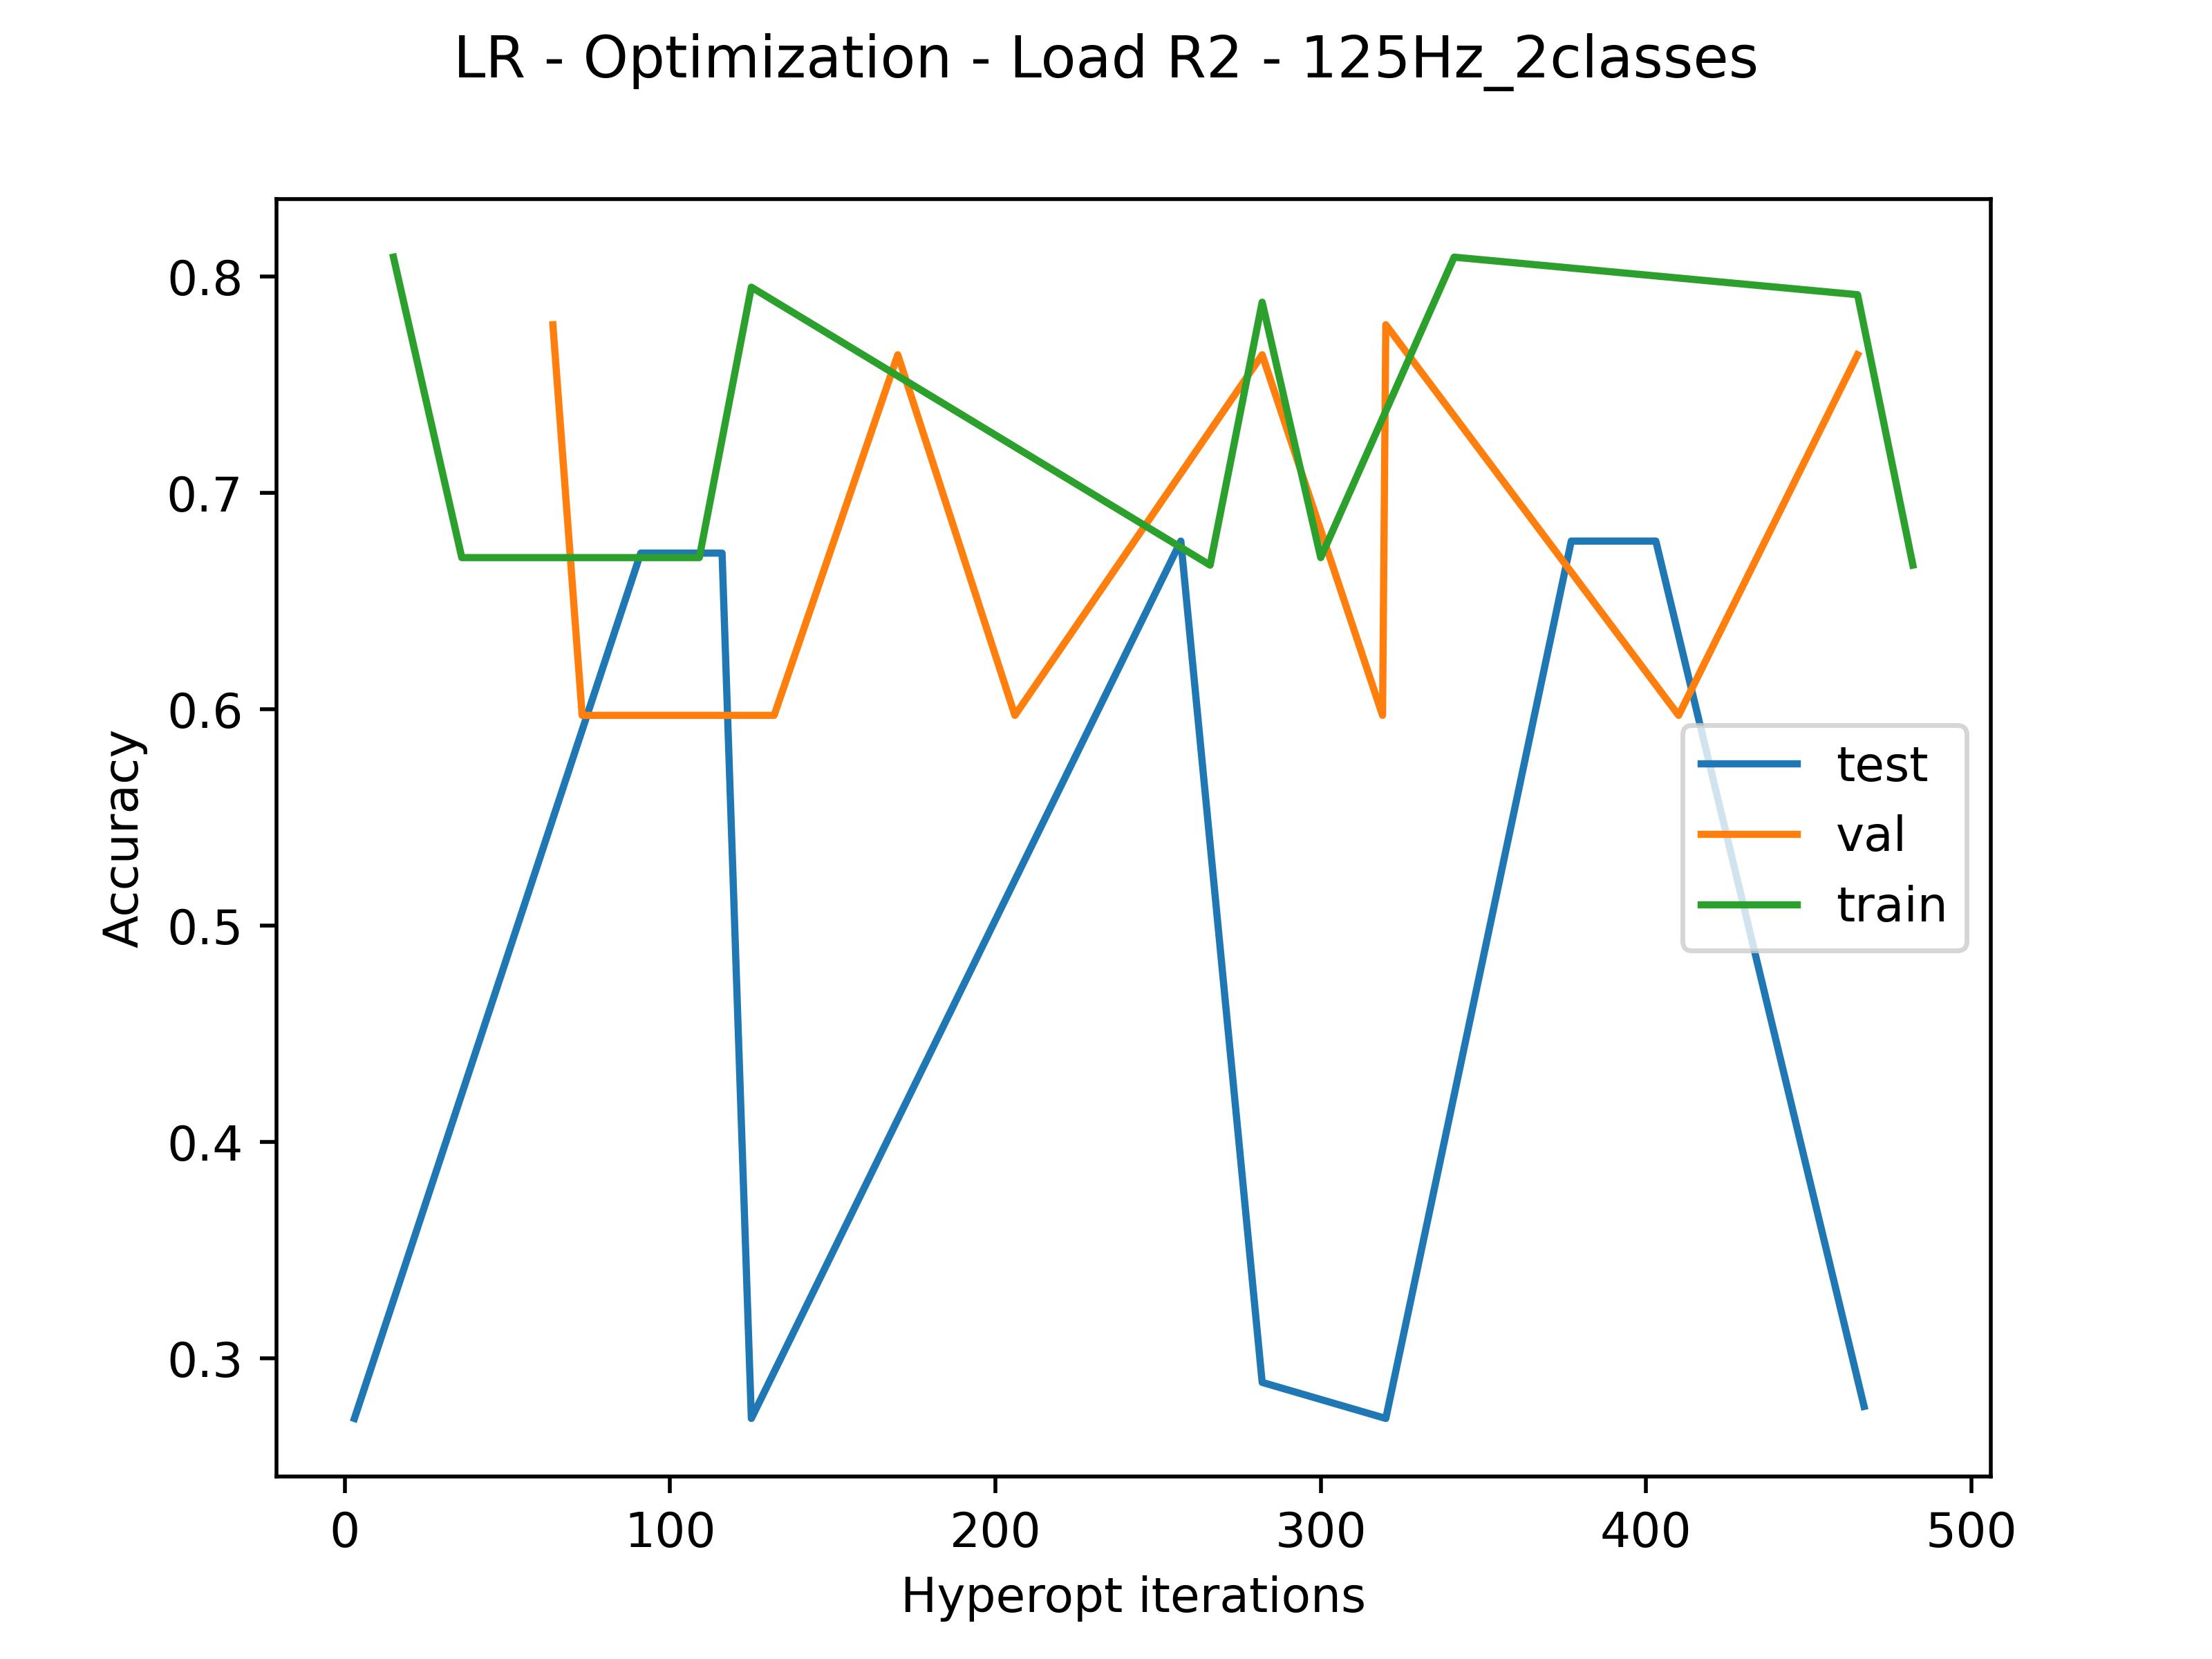 LR - Optimization - Load R2 - 125Hz_2classes
0.8
0.7
0.6
0.5
0.4
0.3
Accuracy
test
val
train
0 100 200 300 400 500
Hyperopt iterations